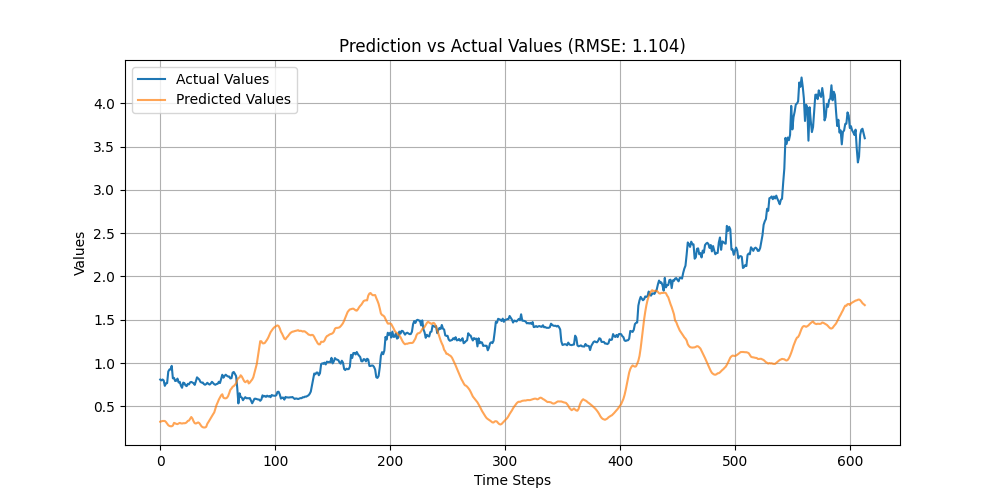 Prediction vs Actual Values (RMSE: 1.104)
Actual Values
Predicted Values
Values
4.0
3.5
3.0
2.5
2.0
1.5
1.0
0.5
0 100 200 300 400 500 600
Time Steps